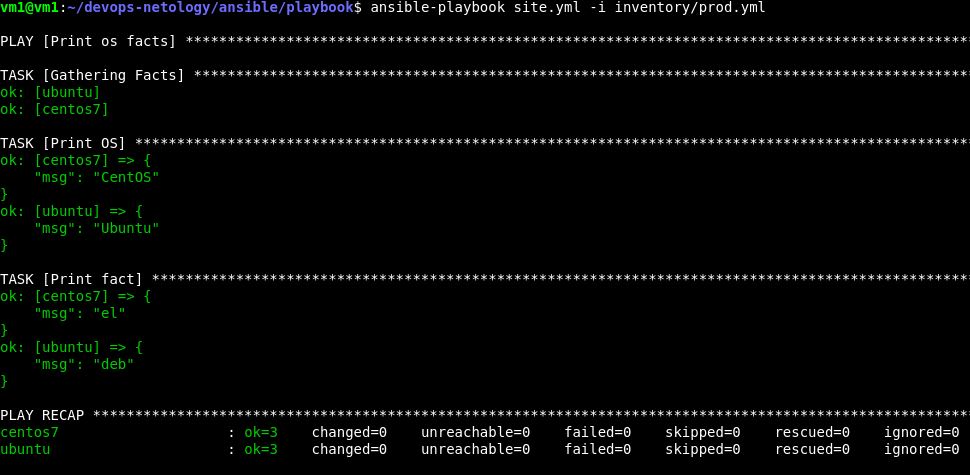 vm1@vm1:~/devops-netology/ansible/playbook$ ansible-playbook site.yml -i inventory/prod.yml
PLAY [Print os facts] *********************************************************************************************
TASK [Gathering Facts] ********************************************************************************************
ok: [ubuntu]
ok: [centos7]
TASK [Print OS] ***************************************************************************************************
ok: [centos7] => {
    "msg": "CentOS"
}
ok: [ubuntu] => {
    "msg": "Ubuntu"
}
TASK [Print fact] *************************************************************************************************
ok: [centos7] => {
    "msg": "el"
}
ok: [ubuntu] => {
    "msg": "deb"
}
PLAY RECAP ********************************************************************************************************
centos7                    : ok=3    changed=0    unreachable=0    failed=0    skipped=0    rescued=0    ignored=0
ubuntu                     : ok=3    changed=0    unreachable=0    failed=0    skipped=0    rescued=0    ignored=0